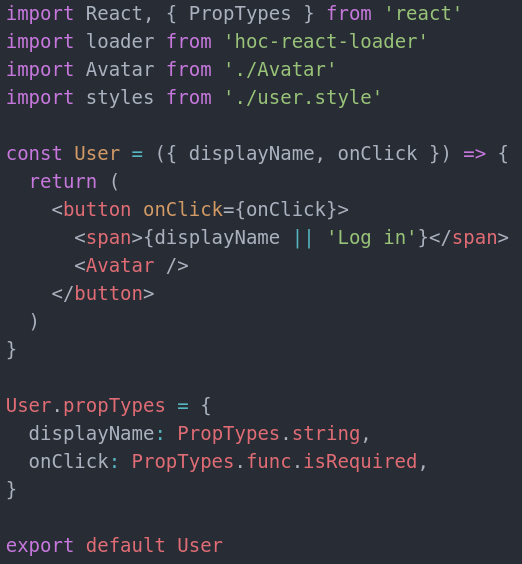 import React, { PropTypes } from 'react'
import loader from 'hoc-react-loader'
import Avatar from './Avatar'
import styles from './user.style'

const User = ({ displayName, onClick }) => {
  return (
    <button onClick={onClick}>
      <span>{displayName || 'Log in'}</span>
      <Avatar />
    </button>
  )
}

User.propTypes = {
  displayName: PropTypes.string,
  onClick: PropTypes.func.isRequired,
}

export default User